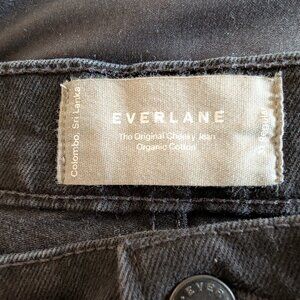 EVERLANE
The Original Cheeky Jean
Organic Cotton
Colombo, Sri Lanka